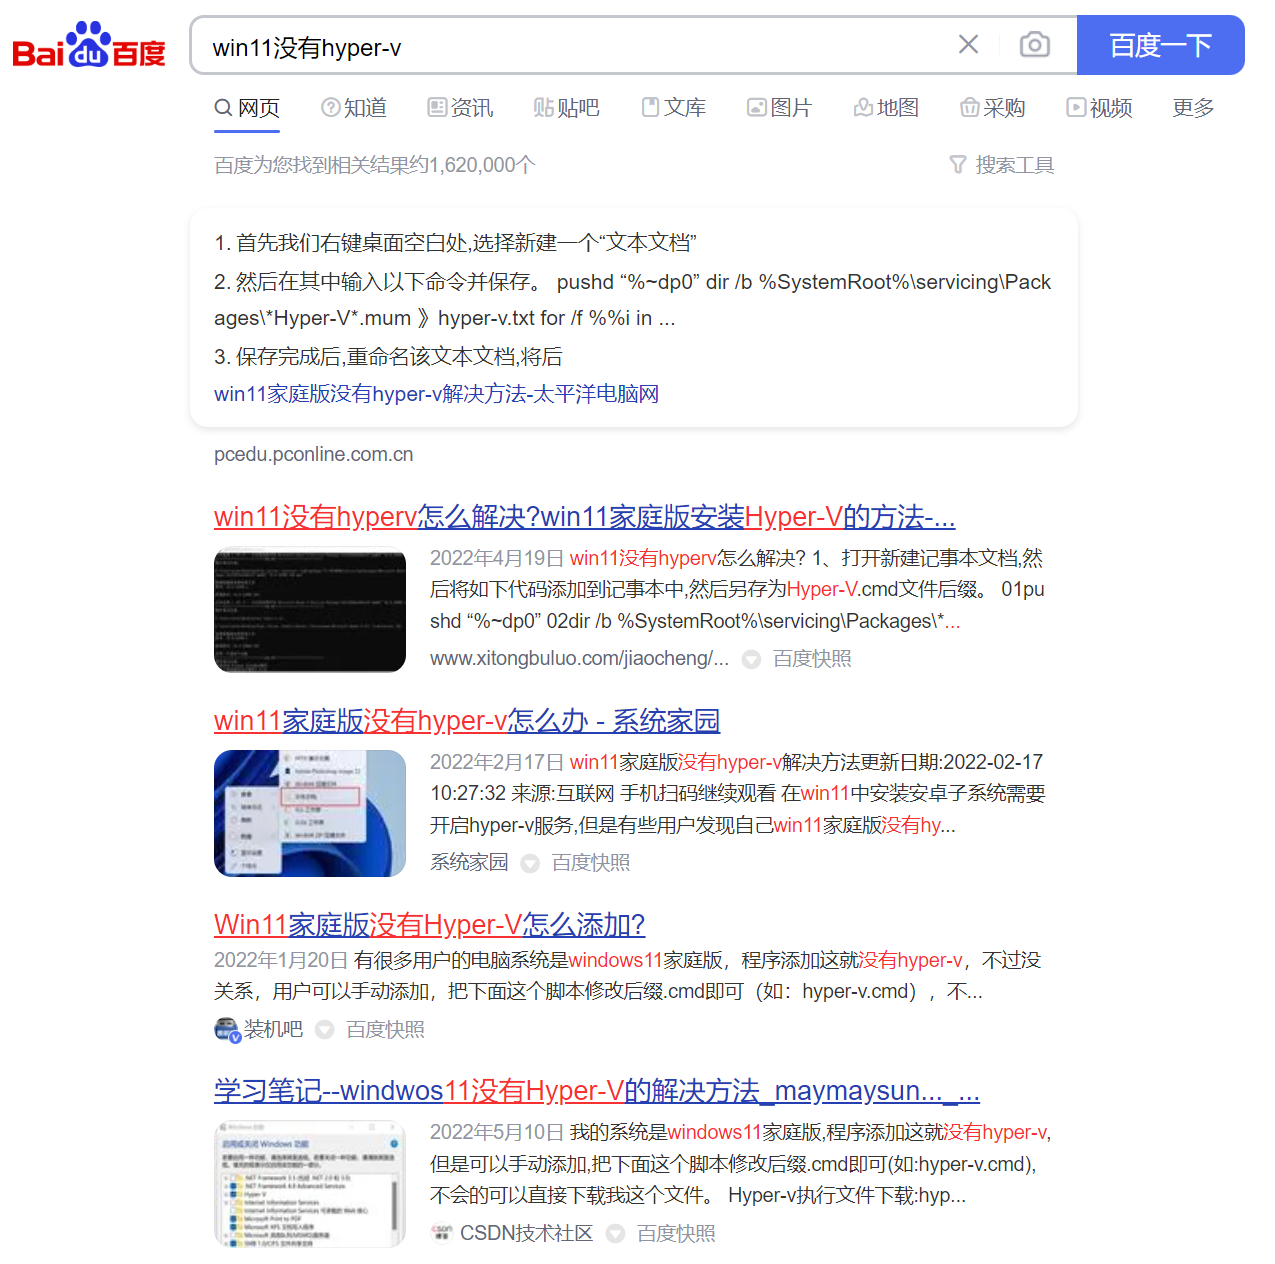 Baidu百度
win11没有hyper-v
百度一下
网页 知道 资讯 贴吧 文库 图片 地图 采购 视频 更多
百度为您找到相关结果约1,620,000个
搜索工具
1. 首先我们右键桌面空白处,选择新建一个“文本文档”
2. 然后在其中输入以下命令并保存。 pushd “%~dp0” dir /b %SystemRoot%\servicing\Pack
ages\*Hyper-V*.mum 》hyper-v.txt for /f %%i in ...
3. 保存完成后,重命名该文本文档,将后
win11家庭版没有hyper-v解决方法-太平洋电脑网
pcedu.pconline.com.cn
win11没有hyperv怎么解决?win11家庭版安装Hyper-V的方法-...
2022年4月19日 win11没有hyperv怎么解决? 1、打开新建记事本文档,然
后将如下代码添加到记事本中,然后另存为Hyper-V.cmd文件后缀。 01pu
shd “%~dp0” 02dir /b %SystemRoot%\servicing\Packages\*...
www.xitongbuluo.com/jiaocheng/... 百度快照
win11家庭版没有hyper-v怎么办 - 系统家园
2022年2月17日 win11家庭版没有hyper-v解决方法更新日期:2022-02-17
10:27:32 来源:互联网 手机扫码继续观看 在win11中安装安卓子系统需要
开启hyper-v服务,但是有些用户发现自己win11家庭版没有hy...
系统家园 百度快照
Win11家庭版没有Hyper-V怎么添加?
2022年1月20日 有很多用户的电脑系统是windows11家庭版，程序添加这就没有hyper-v，不过没
关系，用户可以手动添加，把下面这个脚本修改后缀.cmd即可（如：hyper-v.cmd），不...
装机吧 百度快照
学习笔记--windwos11没有Hyper-V的解决方法_maymaysun..._...
启用或关闭 Windows 功能
2022年5月10日 我的系统是windows11家庭版,程序添加这就没有hyper-v,
但是可以手动添加,把下面这个脚本修改后缀.cmd即可(如:hyper-v.cmd),
不会的可以直接下载我这个文件。 Hyper-v执行文件下载:hyp...
CSDN技术社区 百度快照